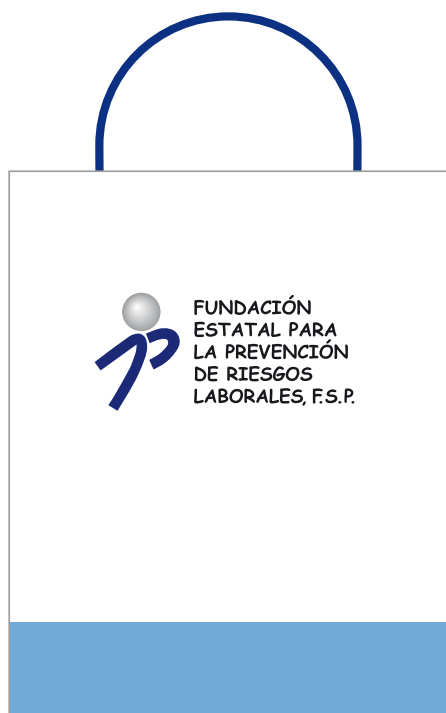 FUNDACIÓN
ESTATAL PARA
LA PREVENCIÓN
DE RIESGOS
LABORALES, F.S.P.